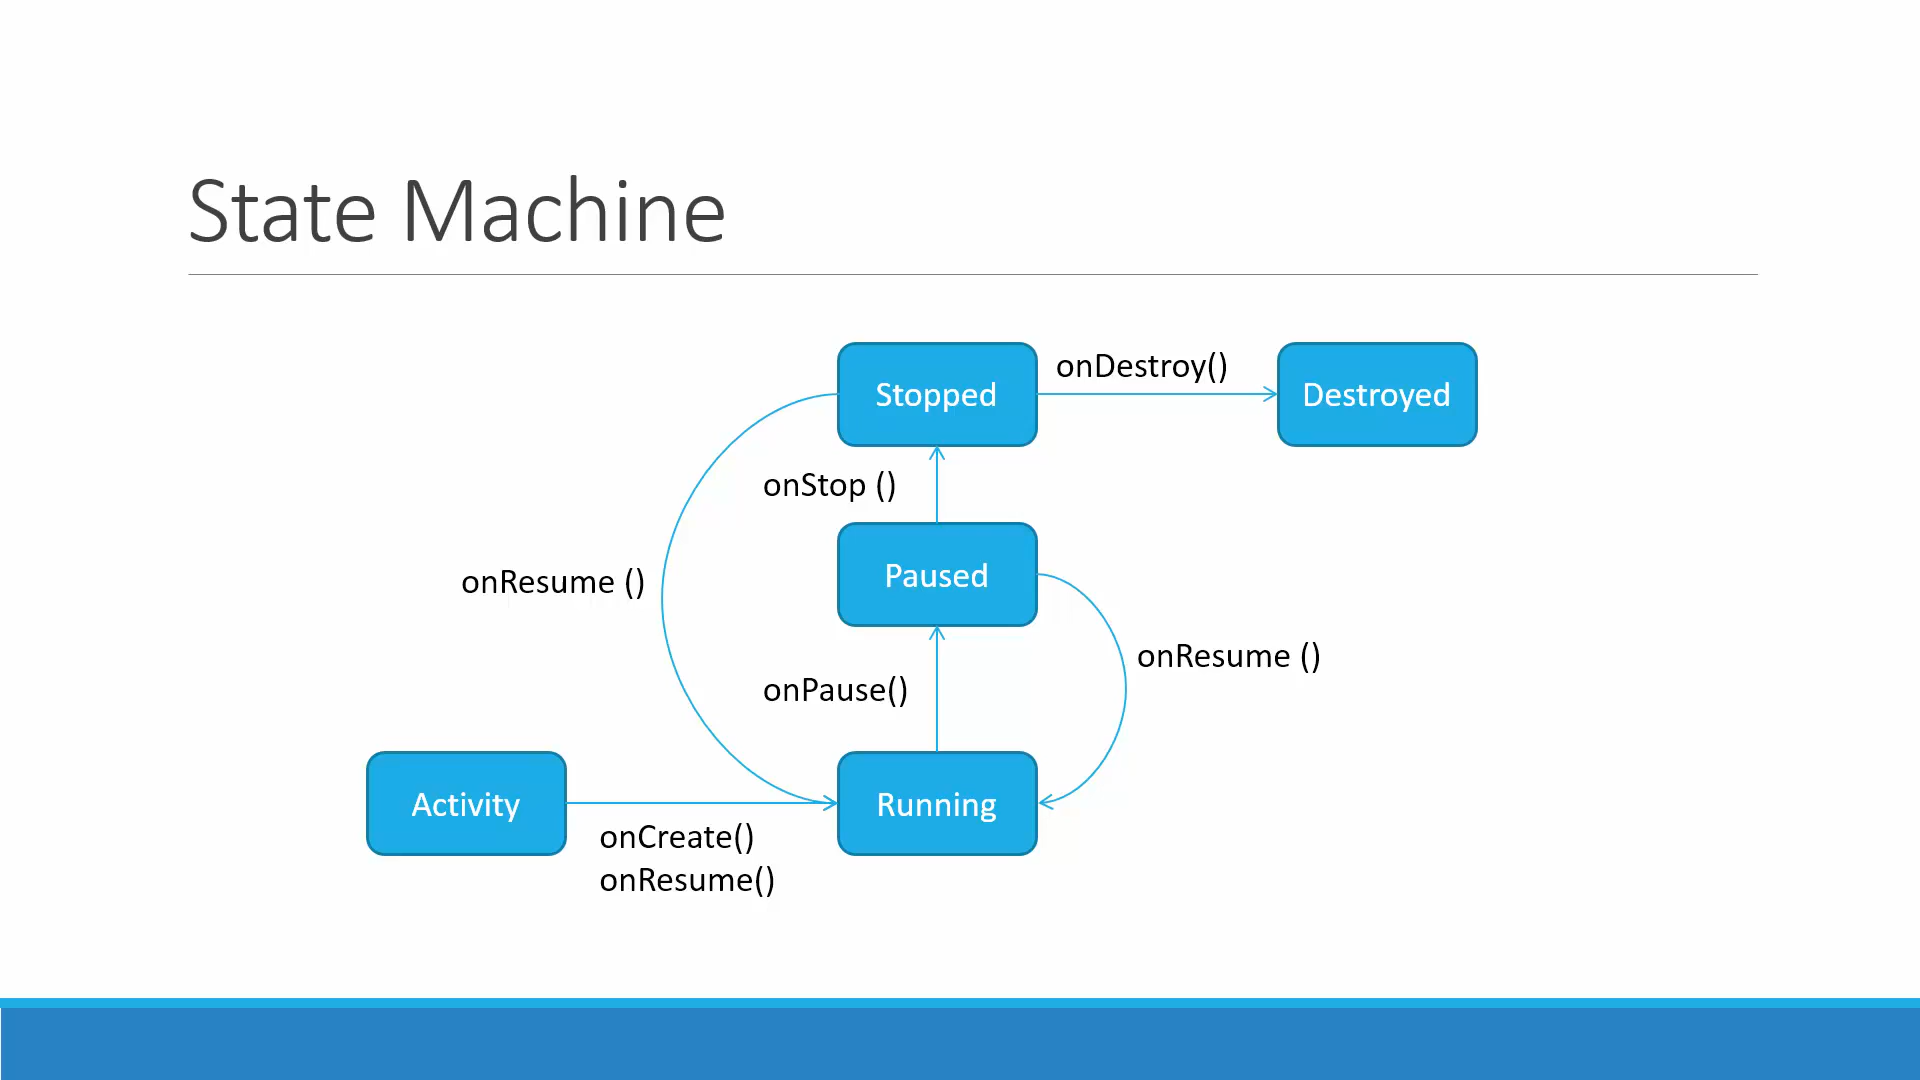 State Machine
Stopped
onDestroy()
Destroyed
onStop ()
Paused
onResume ()
onResume ()
onPause()
Activity
Running
onCreate()
onResume()